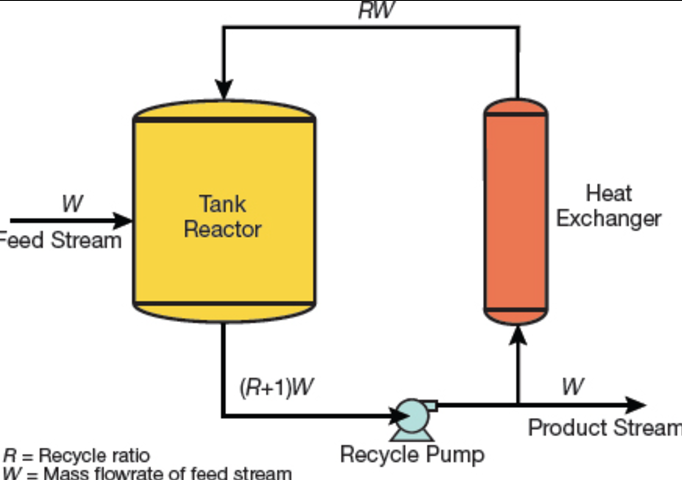 RW
W
Feed Stream
Tank
Reactor
Heat
Exchanger
(R+1)W
W
Product Stream
Recycle Pump
R = Recycle ratio
W = Mass flowrate of feed stream